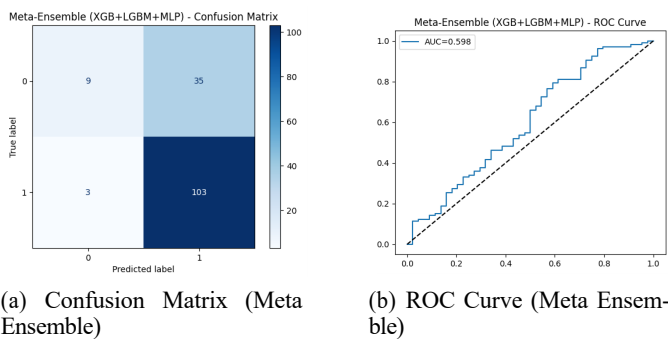 Meta-Ensemble (XGB+LGBM+MLP) - Confusion Matrix
0
1
True label
9
35
3
103
0
1
Predicted label
100
80
60
40
20
(a) Confusion Matrix (Meta
Ensemble)
Meta-Ensemble (XGB+LGBM+MLP) - ROC Curve
AUC=0.598
1.0
0.8
0.6
0.4
0.2
0.0
0.0
0.2
0.4
0.6
0.8
1.0
(b) ROC Curve (Meta Ensem-
ble)